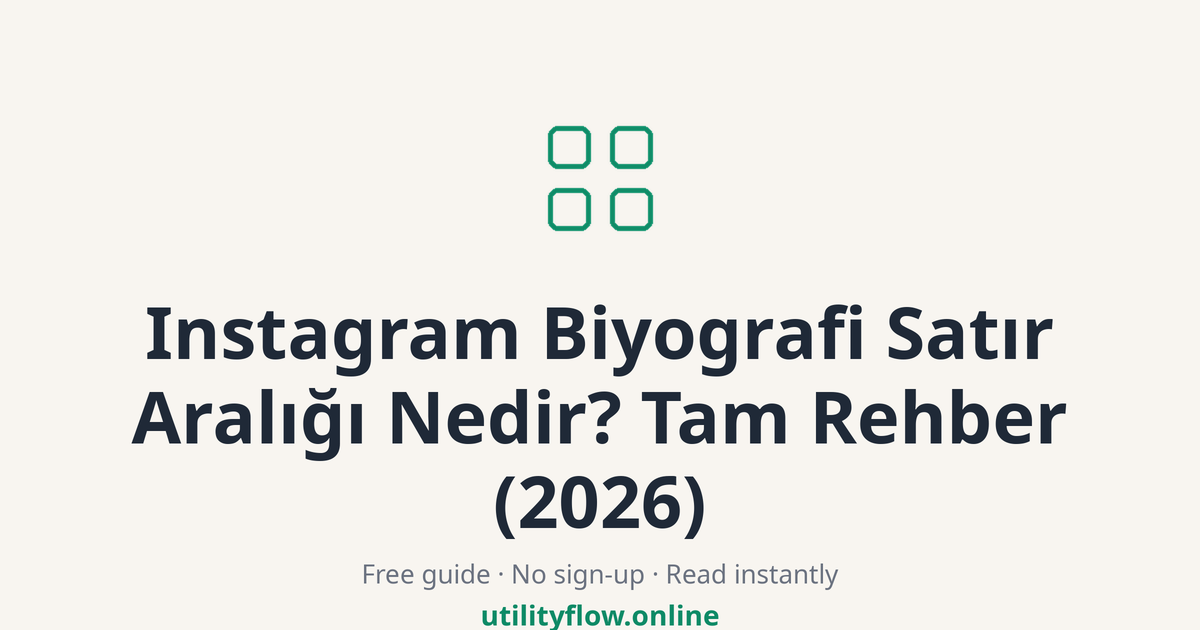 Instagram Biyografi Satır
Aralığı Nedir? Tam Rehber
(2026)
Free guide · No sign-up · Read instantly
utilityflow.online